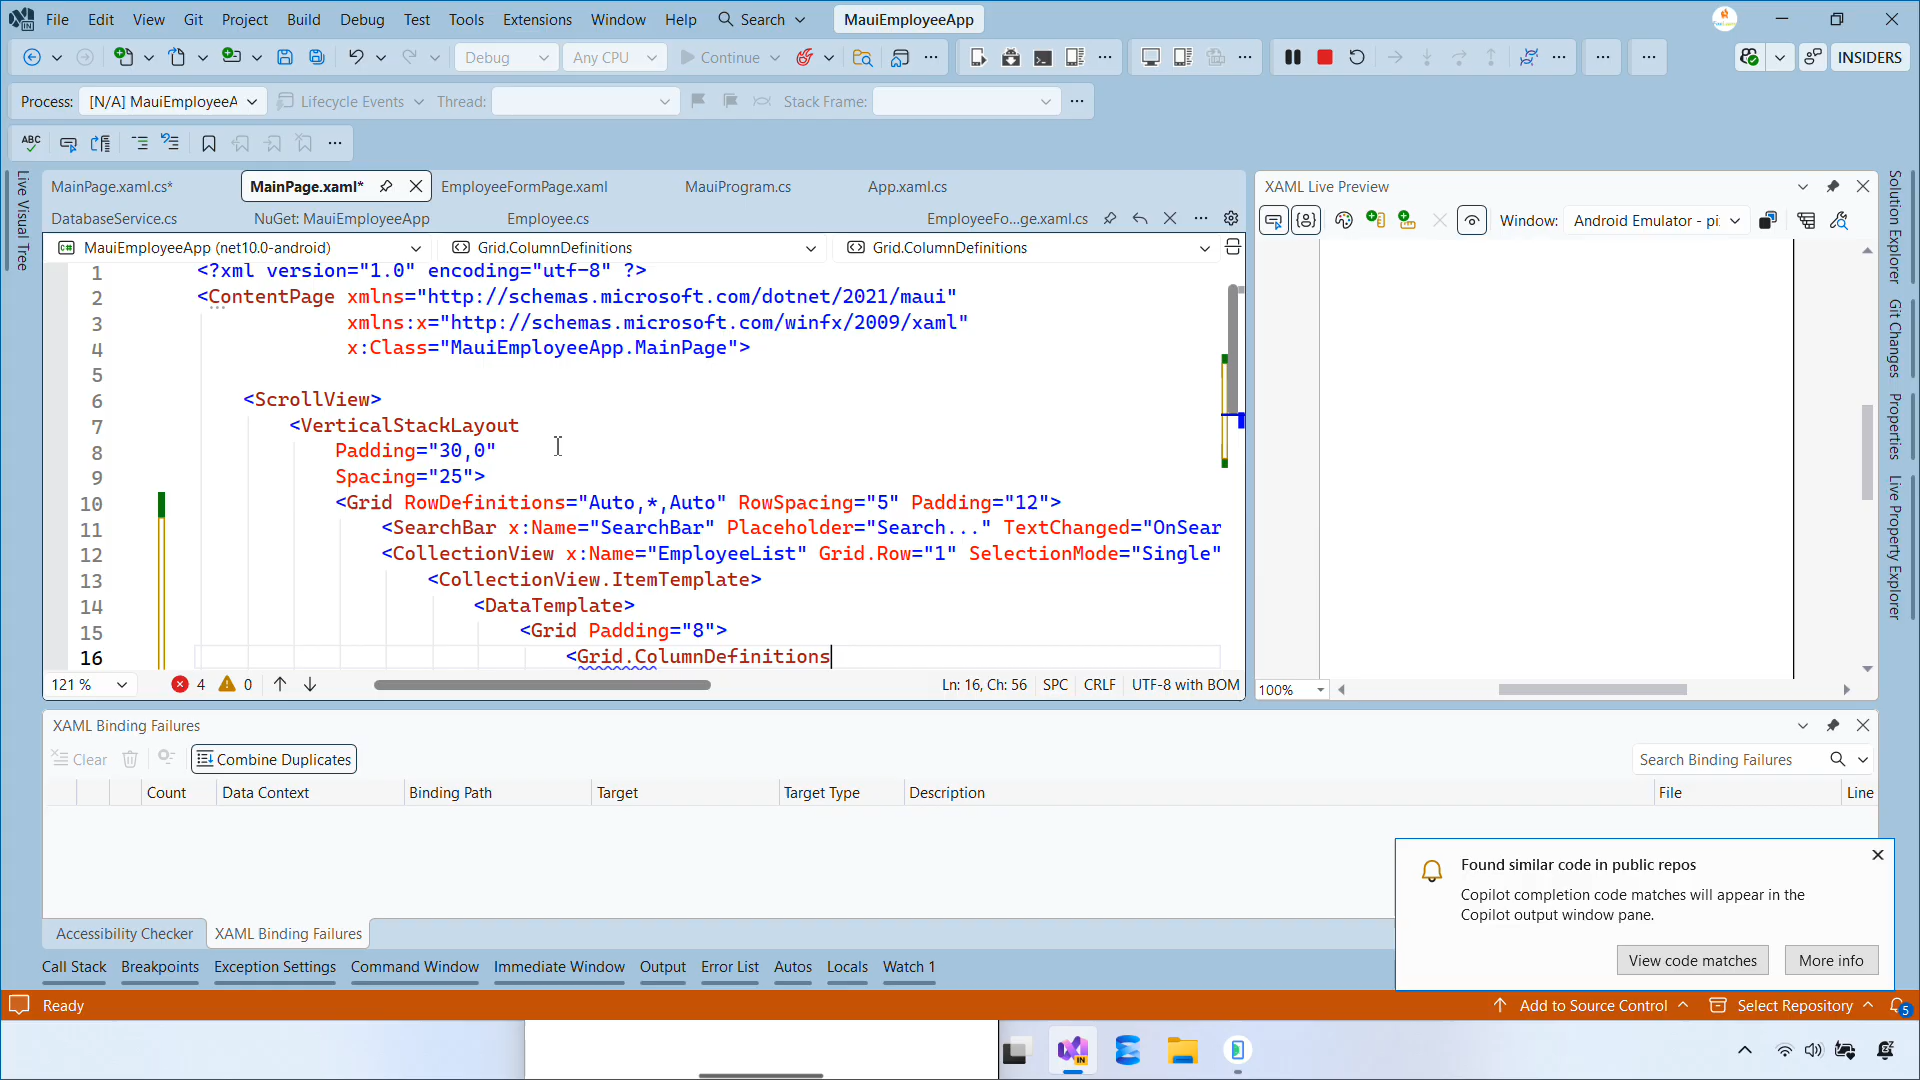 File Edit View Git Project Build Debug Test Tools Extensions Window Help Search MauiEmployeeApp
Debug Any CPU Continue INSIDERS
Process: [N/A] MauiEmployeeA Lifecycle Events Thread: Stack Frame:
ABC
MainPage.xaml.cs* MainPage.xaml* EmployeeFormPage.xaml MauiProgram.cs App.xaml.cs
DatabaseService.cs NuGet: MauiEmployeeApp Employee.cs EmployeeFo...ge.xaml.cs
MauiEmployeeApp (net10.0-android) Grid.ColumnDefinitions Grid.ColumnDefinitions
1 <?xml version="1.0" encoding="utf-8" ?>
2 <ContentPage xmlns="http://schemas.microsoft.com/dotnet/2021/maui"
3 xmlns:x="http://schemas.microsoft.com/winfx/2009/xaml"
4 x:Class="MauiEmployeeApp.MainPage">
5
6 <ScrollView>
7 <VerticalStackLayout
8 Padding="30,0"
9 Spacing="25">
10 <Grid RowDefinitions="Auto,*,Auto" RowSpacing="5" Padding="12">
11 <SearchBar x:Name="SearchBar" Placeholder="Search..." TextChanged="OnSear
12 <CollectionView x:Name="EmployeeList" Grid.Row="1" SelectionMode="Single"
13 <CollectionView.ItemTemplate>
14 <DataTemplate>
15 <Grid Padding="8">
16 <Grid.ColumnDefinitions
121 % 4 0 Ln: 16, Ch: 56 SPC CRLF UTF-8 with BOM
Live Visual Tree
XAML Live Preview
Window: Android Emulator - pi
100%
Solution Explorer
Git Changes
Properties
Live Property Explorer
XAML Binding Failures
Clear Combine Duplicates Search Binding Failures
Count Data Context Binding Path Target Target Type Description File Line
Found similar code in public repos
Copilot completion code matches will appear in the
Copilot output window pane.
View code matches More info
Accessibility Checker XAML Binding Failures
Call Stack Breakpoints Exception Settings Command Window Immediate Window Output Error List Autos Locals Watch 1
Ready Add to Source Control Select Repository 5